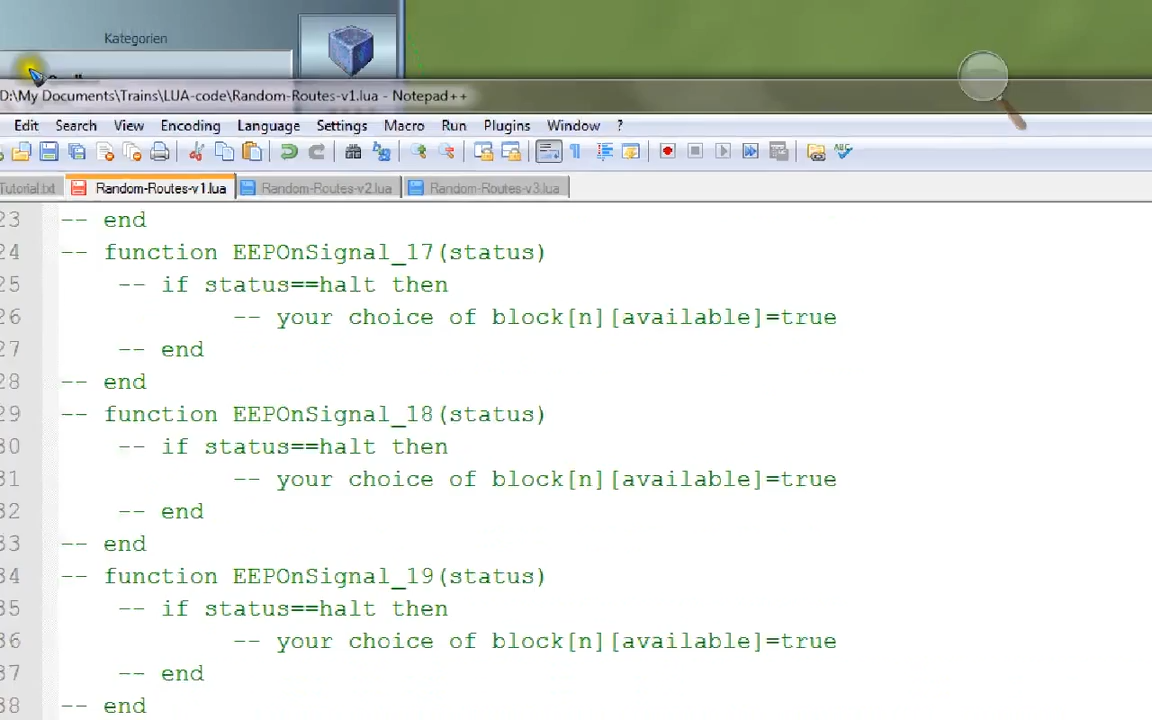 Kategorien
D:\My Documents\Trains\LUA-code\Random-Routes-v1.lua - Notepad++
Edit Search View Encoding Language Settings Macro Run Plugins Window ?
Tutorial.txt Random-Routes-v1.lua Random-Routes-v2.lua Random-Routes-v3.lua
23 -- end
24 -- function EEPOnSignal_17(status)
25 -- if status==halt then
26 -- your choice of block[n][available]=true
27 -- end
28 -- end
29 -- function EEPOnSignal_18(status)
30 -- if status==halt then
31 -- your choice of block[n][available]=true
32 -- end
33 -- end
34 -- function EEPOnSignal_19(status)
35 -- if status==halt then
36 -- your choice of block[n][available]=true
37 -- end
38 -- end